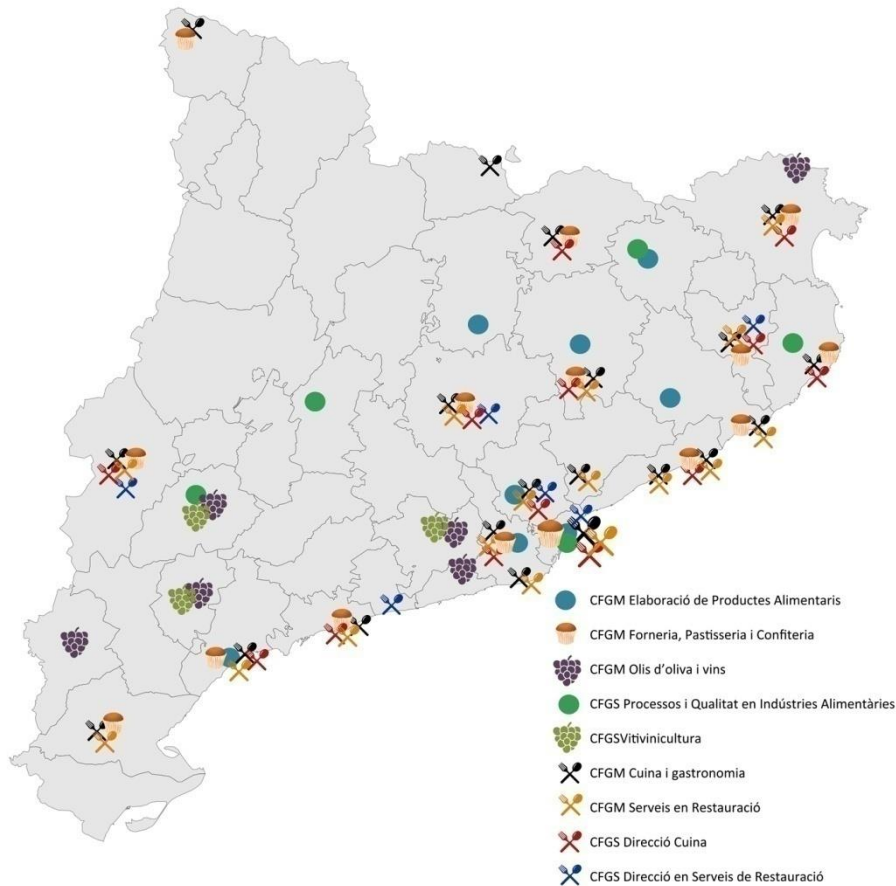 CFGM Elaboració de Productes Alimentaris
CFGM Forneria, Pastisseria i Confiteria
CFGM Olis d'oliva i vins
CFGS Processos i Qualitat en Indústries Alimentàries
CFGSVitivinicultura
CFGM Cuina i gastronomia
CFGM Serveis en Restauració
CFGS Direcció Cuina
CFGS Direcció en Serveis de Restauració